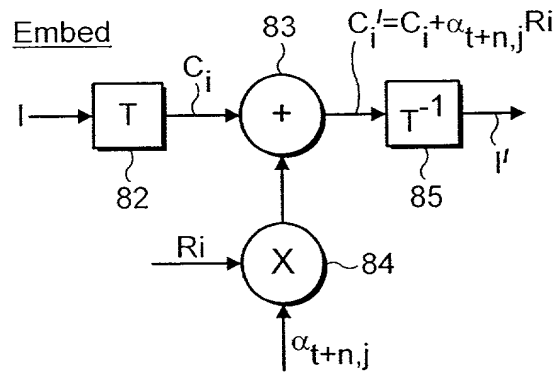 Embed
83
C_i'=C_i+α_{t+n,j}Ri
C_i
I
T
+
T^{-1}
82
85
I'
Ri
X
84
α_{t+n,j}